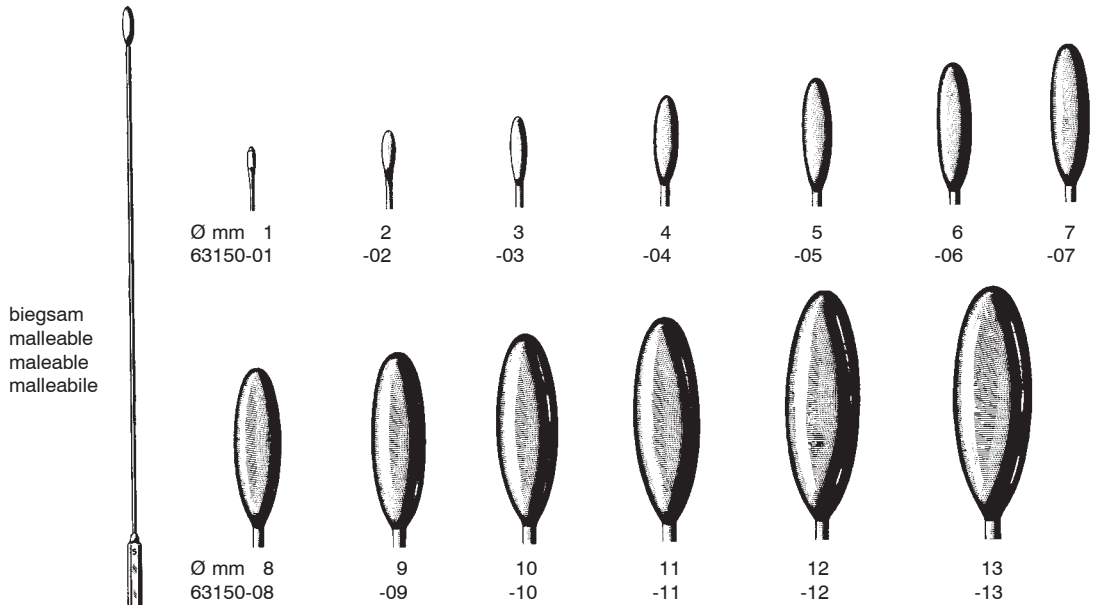 Ø mm 1 2 3 4 5 6 7
63150-01 -02 -03 -04 -05 -06 -07
biegsam
malleable
maleable
malleabile
Ø mm 8 9 10 11 12 13
63150-08 -09 -10 -11 -12 -13
5